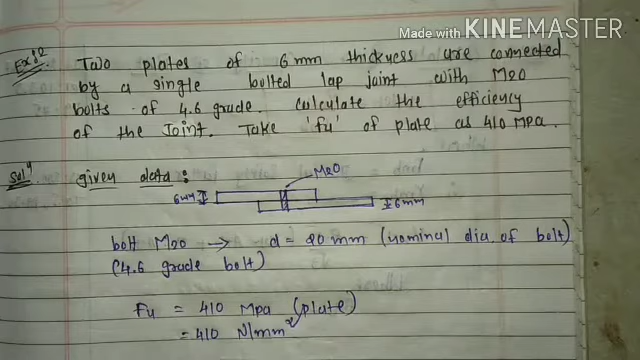 Made with KINEMASTER
Ex:2 Two plates of 6mm thickness are connected
by a single bolted lap joint with M20
bolts of 4.6 grade. Calculate the efficiency
of the Joint. Take 'fu' of plate as 410 MPa.
Solⁿ given data:
M20
6mm
6mm
bolt M20 → d = 20 mm (nominal dia. of bolt)
(4.6 grade bolt)
Fu = 410 Mpa (plate)
= 410 N/mm²